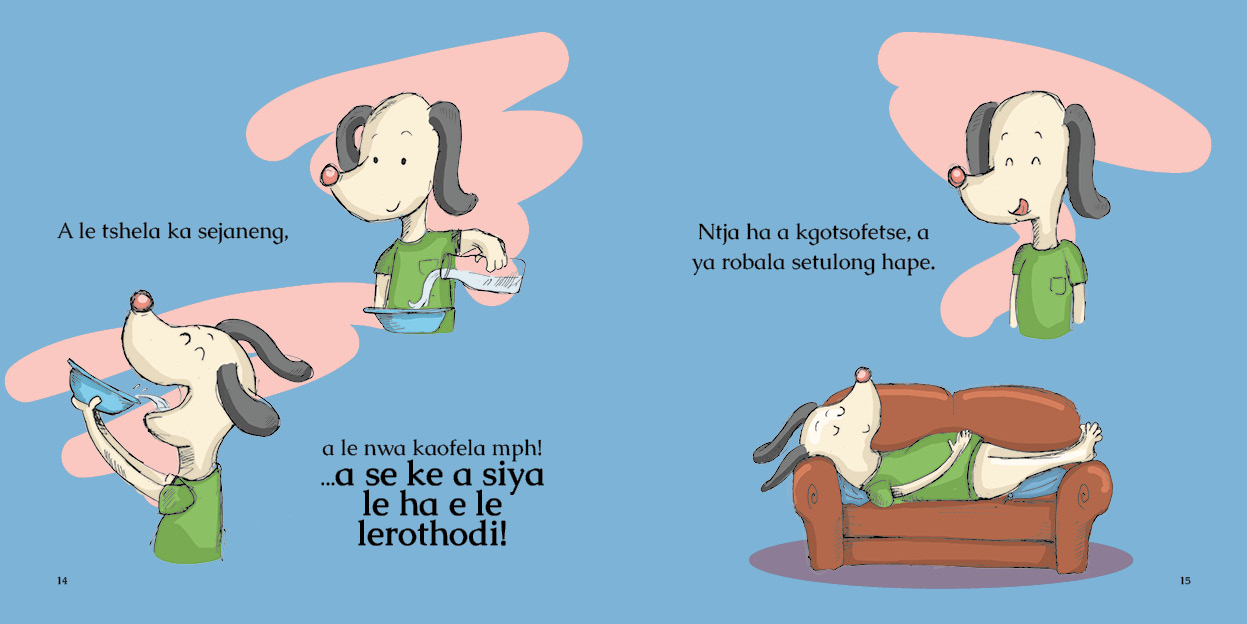 A le tshela ka sejaneng,
a le nwa kaofela mph!
...a se ke a siya
le ha e le
lerothodi!
14
Ntja ha a kgotsofetse, a
ya robala setulong hape.
15